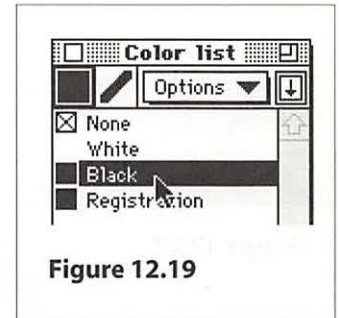 Color list
Options
None
White
Black
Registration
Figure 12.19